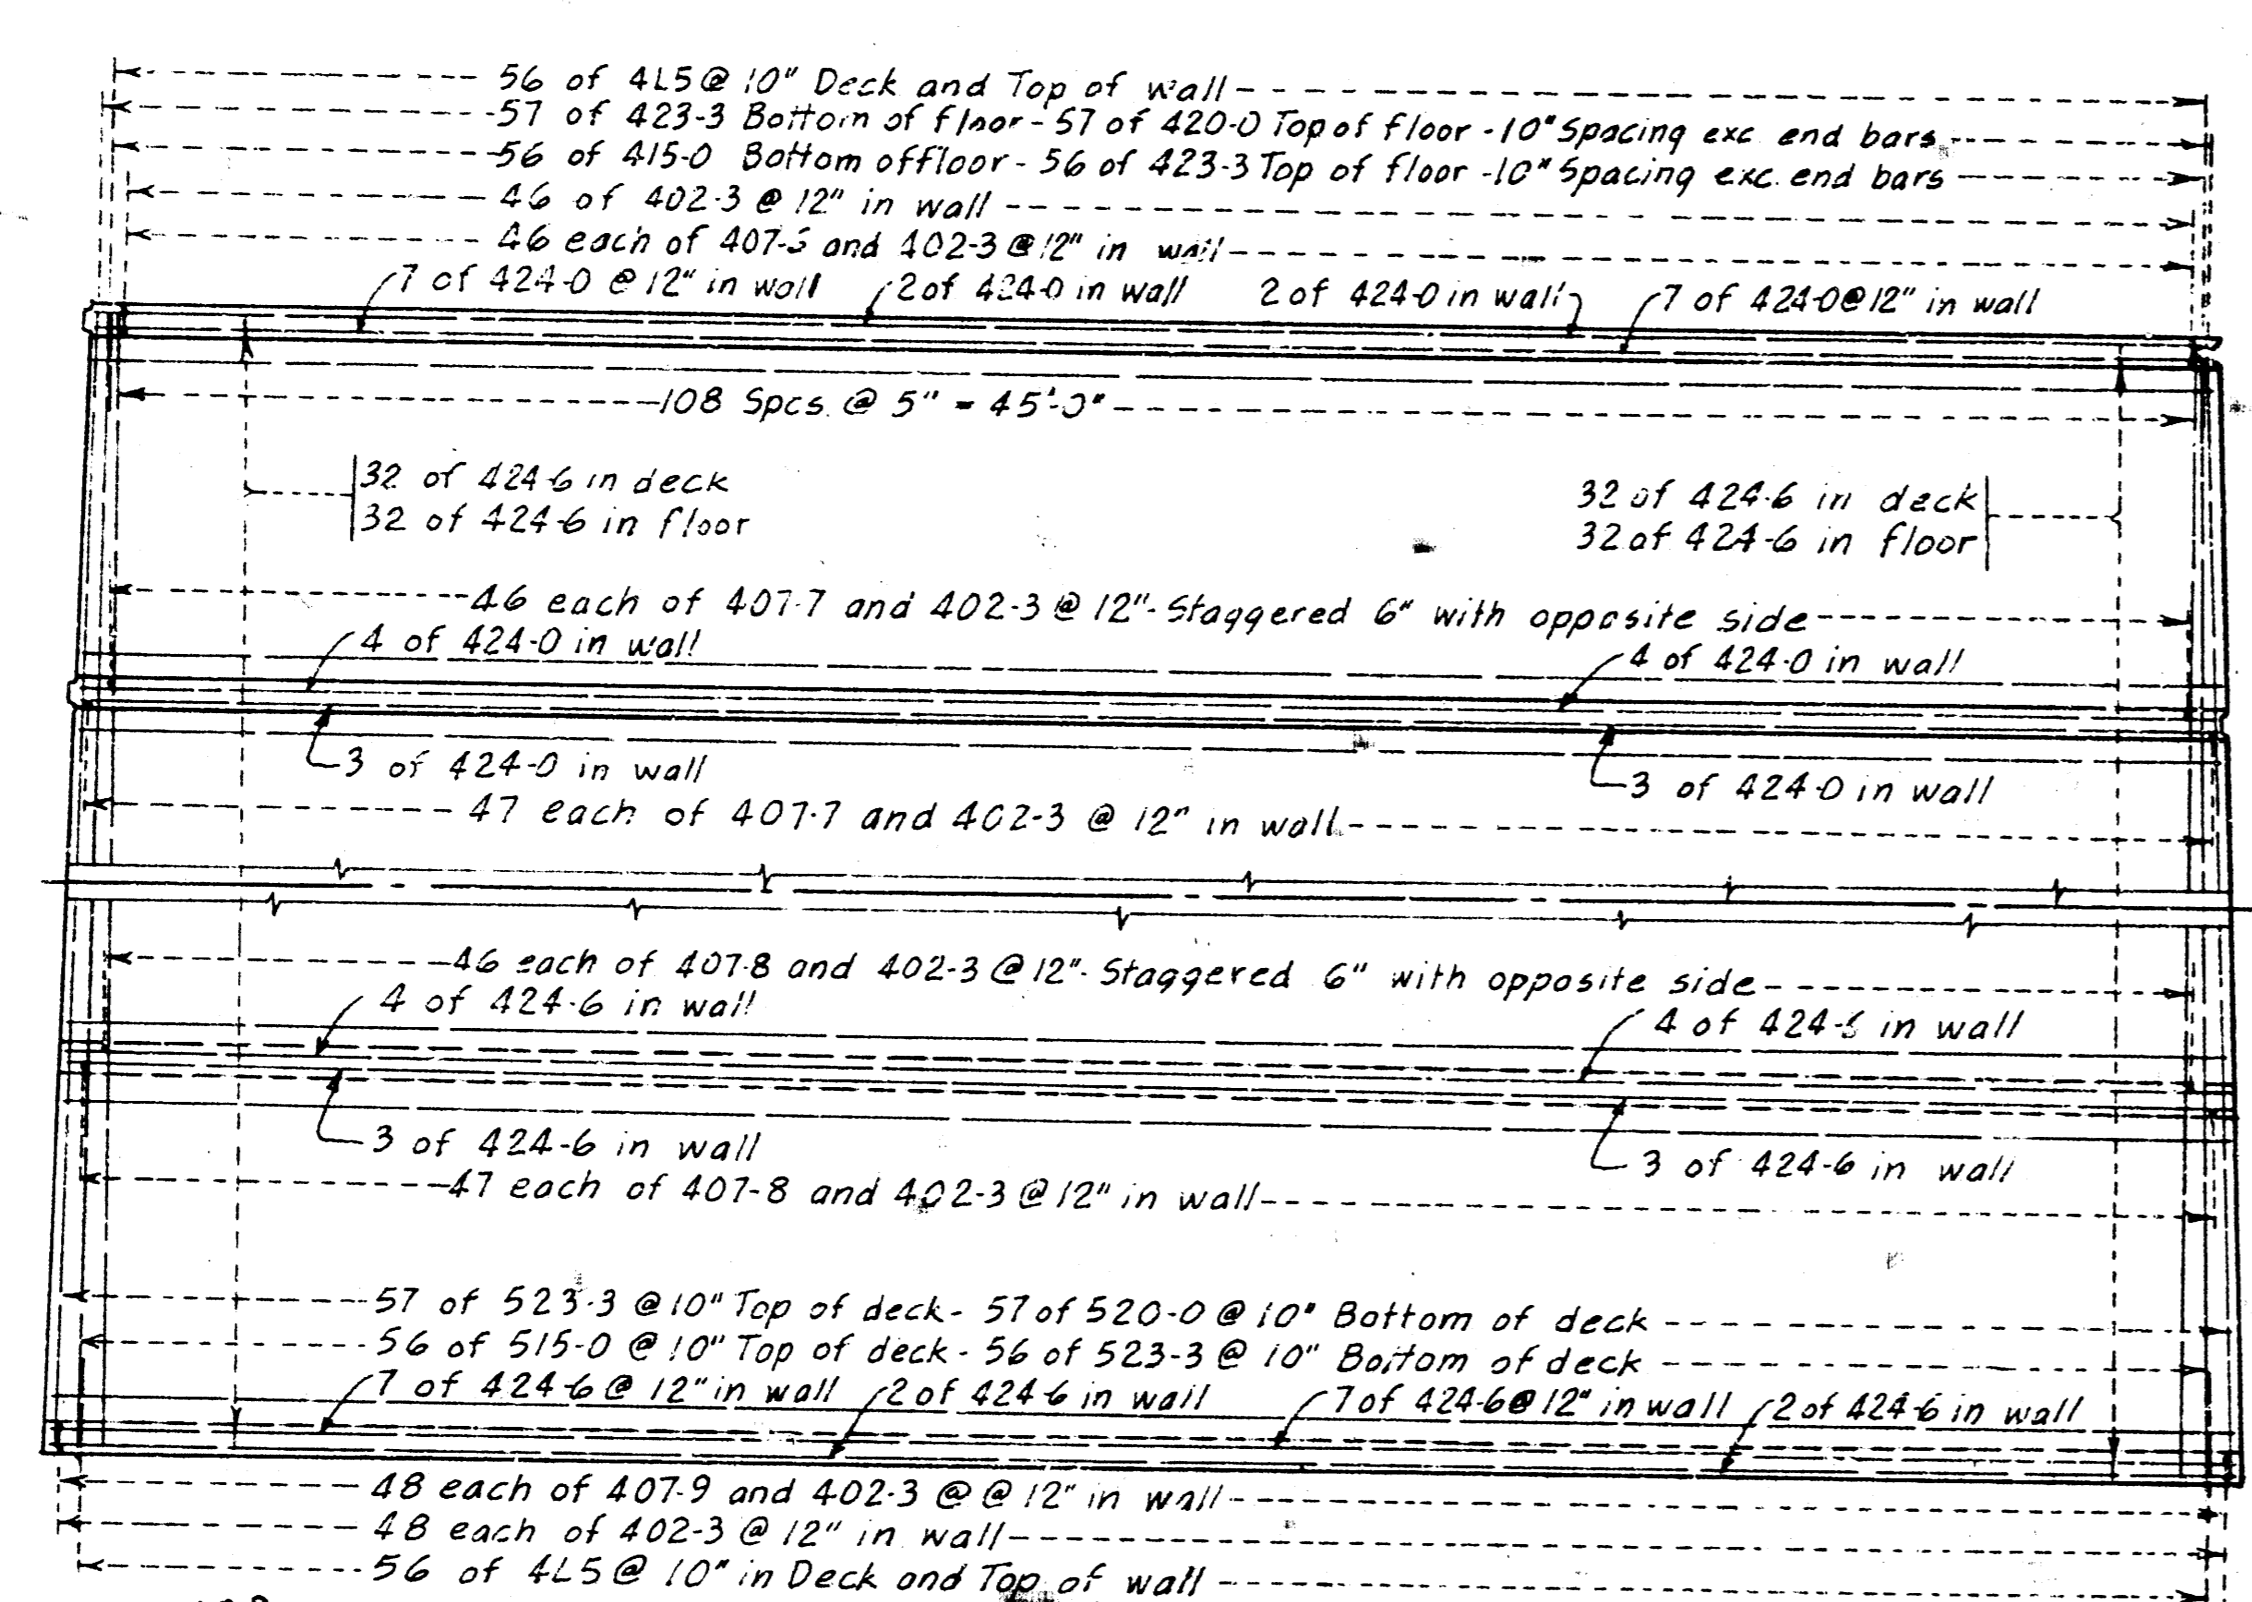 56 of 4L5 @ 10" Deck and Top of wall
57 of 423-3 Bottom of floor - 57 of 420-0 Top of floor - 10" Spacing exc. end bars
56 of 415-0 Bottom of floor - 56 of 423-3 Top of floor - 10" Spacing exc. end bars
46 of 402-3 @ 12" in wall
46 each of and 402-3 @ 12" in wall
7 of 424-0 @ 12" in wall
2 of 424-0 in wall
2 of 424-0 in wall
7 of 424-0 @ 12" in wall
108 Spcs. @ 5" = 45'-0"
32 of 424-6 in deck
32 of 424-6 in floor
32 of 424-6 in deck
32 of 424-6 in floor
46 each of 407-7 and 402-3 @ 12" - Staggered 6" with opposite side
4 of 424-0 in wall
4 of 424-0 in wall
3 of 424-0 in wall
3 of 424-0 in wall
47 each of 407-7 and 402-3 @ 12" in wall
46 each of 407-8 and 402-3 @ 12" - Staggered 6" with opposite side
4 of 424-6 in wall
4 of 424-6 in wall
3 of 424-6 in wall
3 of 424-6 in wall
47 each of 407-8 and 402-3 @ 12" in wall
57 of 523-3 @ 10" Top of deck - 57 of 520-0 @ 10" Bottom of deck
56 of 515-0 @ 10" Top of deck - 56 of 523-3 @ 10" Bottom of deck
7 of 424-6 @ 12" in wall
2 of 424-6 in wall
7 of 424-6 @ 12" in wall
2 of 424-6 in wall
48 each of 407-9 and 402-3 @ @ 12" in wall
48 each of 402-3 @ 12" in wall
56 of 4L5 @ 10" in Deck and Top of wall